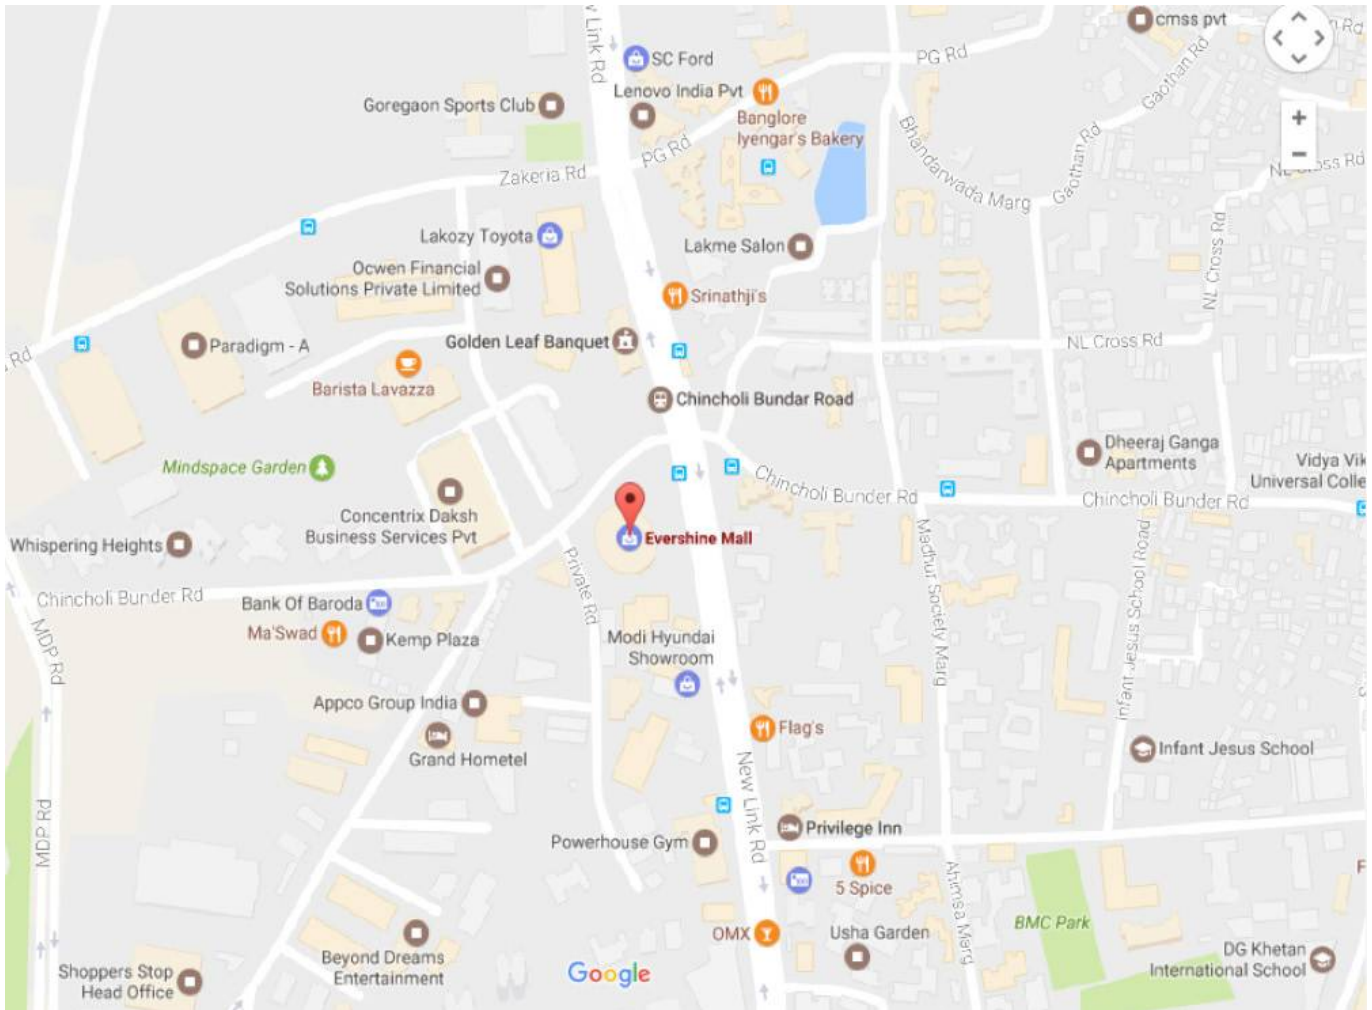 New Link Rd
cmss pvt
Rd
SC Ford
PG Rd
Gaothan Rd
Lenovo India Pvt
Goregaon Sports Club
Banglore
Iyengar's Bakery
+
−
PG Rd
Bhandarwada Marg
Gaothan Rd
NL Cross Rd
Zakeria Rd
Lakozy Toyota
Lakme Salon
NL Cross Rd
Ocwen Financial
Solutions Private Limited
Srinathji's
Golden Leaf Banquet
NL Cross Rd
Paradigm - A
Rd
Barista Lavazza
Chincholi Bundar Road
Dheeraj Ganga
Apartments
Mindspace Garden
Vidya Vik
Universal Colle
Chincholi Bunder Rd
Chincholi Bunder Rd
Concentrix Daksh
Business Services Pvt
Evershine Mall
Whispering Heights
Private Rd
Madhur Society Marg
Infant Jesus School Road
Chincholi Bunder Rd
Bank Of Baroda
Ma'Swad
Kemp Plaza
MDP Rd
Modi Hyundai
Showroom
Appco Group India
Flag's
Grand Hometel
Infant Jesus School
New Link Rd
MDP Rd
Privilege Inn
Powerhouse Gym
5 Spice
F
Ahimsa Marg
BMC Park
OMX
Usha Garden
Beyond Dreams
Entertainment
DG Khetan
International School
Shoppers Stop
Head Office
Google